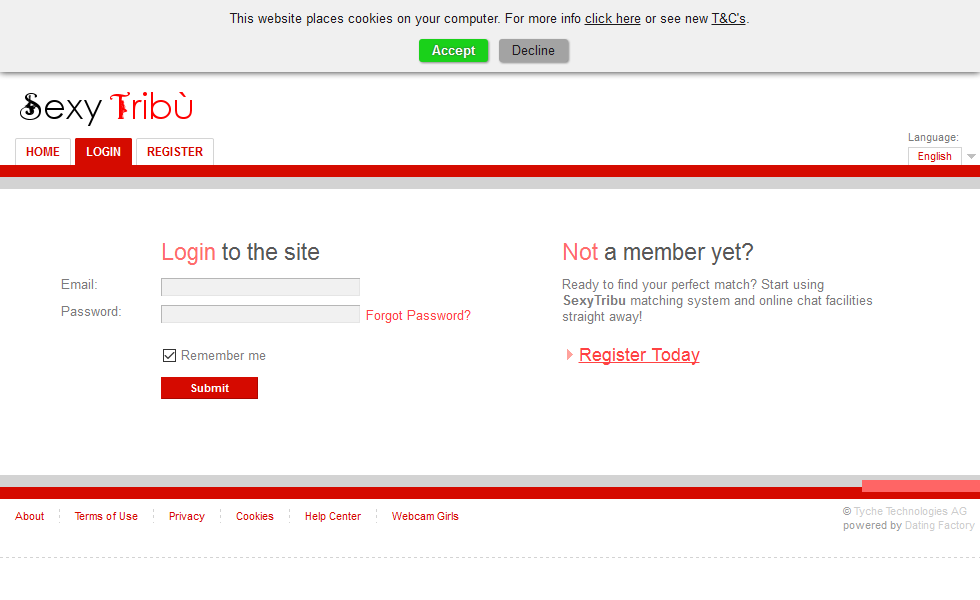 This website places cookies on your computer. For more info click here or see new T&C's.
Accept
Decline
Sexy Tribù
HOME
LOGIN
REGISTER
Language:
English
Login to the site
Email:
Password:
Forgot Password?
Remember me
Submit
Not a member yet?
Ready to find your perfect match? Start using
SexyTribu matching system and online chat facilities
straight away!
Register Today
About
Terms of Use
Privacy
Cookies
Help Center
Webcam Girls
© Tyche Technologies AG
powered by Dating Factory